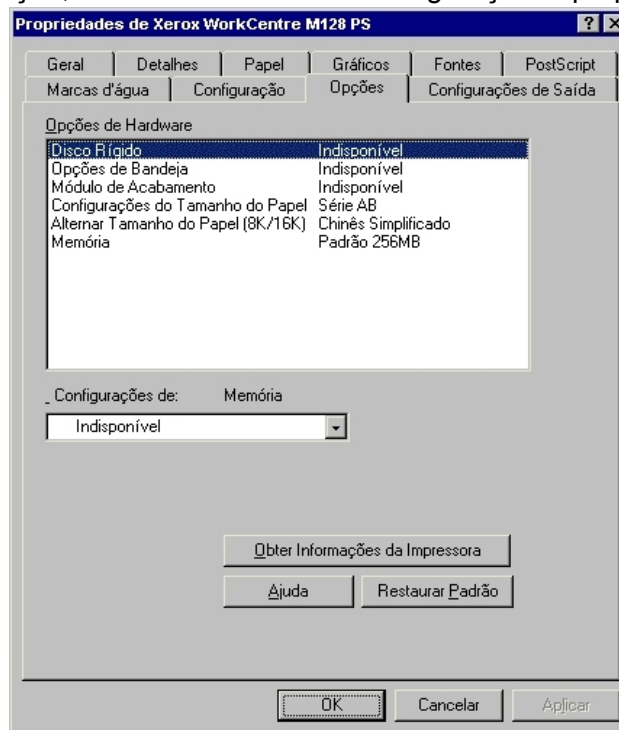 Propriedades de Xerox WorkCentre M128 PS
Geral Detalhes Papel Gráficos Fontes PostScript
Marcas d'água Configuração Opções Configurações de Saída
Opções de Hardware
Disco Rígido Indisponível
Opções de Bandeja Indisponível
Módulo de Acabamento Indisponível
Configurações do Tamanho do Papel Série AB
Alternar Tamanho do Papel (8K/16K) Chinês Simplificado
Memória Padrão 256MB
Configurações de: Memória
Indisponível
Obter Informações da Impressora
Ajuda Restaurar Padrão
OK Cancelar Aplicar